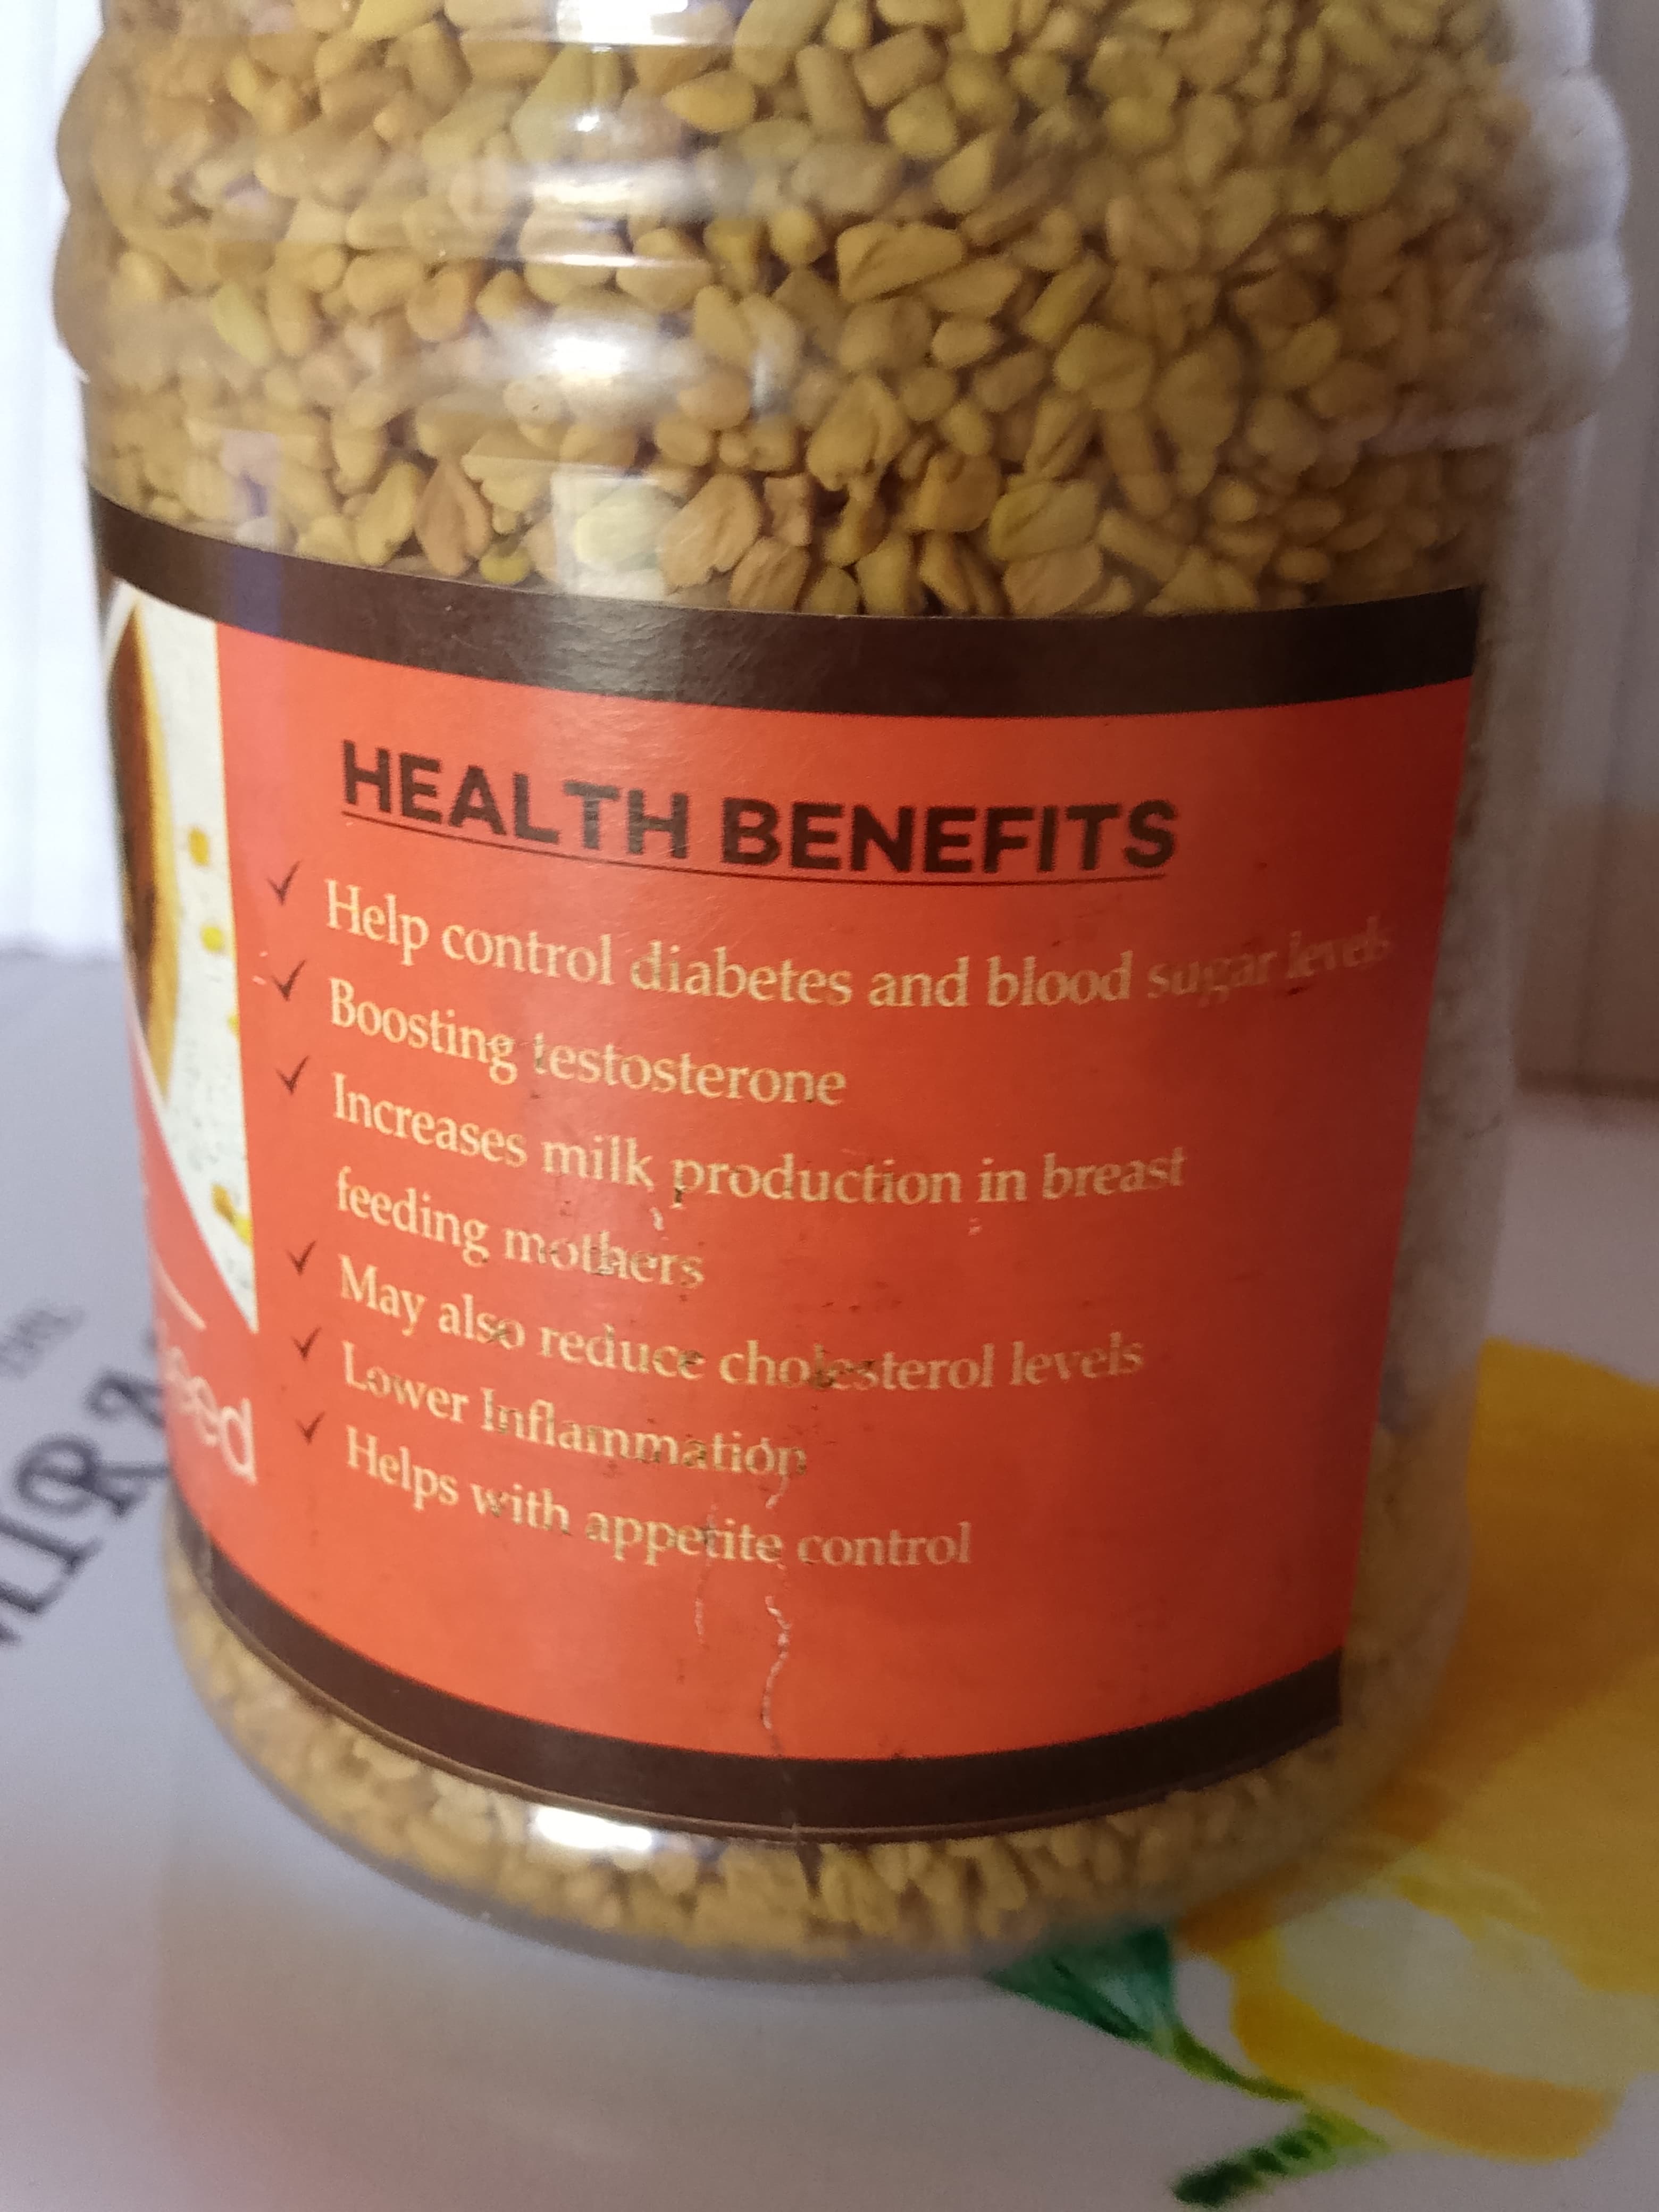 HEALTH BENEFITS
✓ Help control diabetes and blood sugar levels
✓ Boosting testosterone
✓ Increases milk production in breast
feeding mothers
✓ May also reduce cholesterol levels
✓ Lower Inflammation
✓ Helps with appetite control